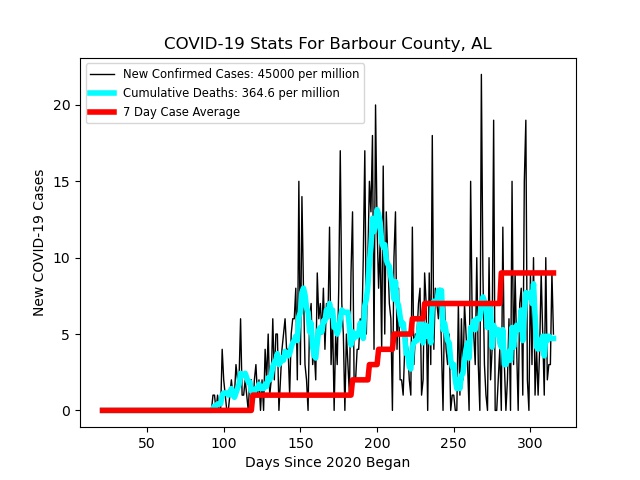 COVID-19 Stats For Barbour County, AL
New Confirmed Cases: 45000 per million
Cumulative Deaths: 364.6 per million
7 Day Case Average
New COVID-19 Cases
20
15
10
5
0
50 100 150 200 250 300
Days Since 2020 Began